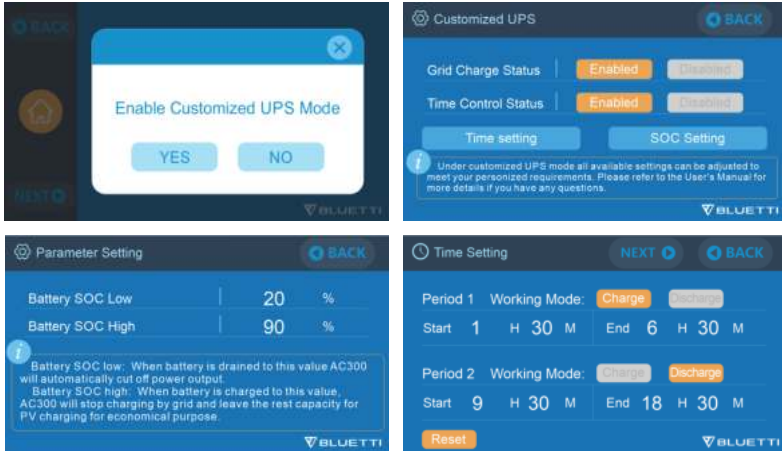 BACK
Enable Customized UPS Mode
YES NO
NEXT
BLUETTI
Customized UPS
BACK
Grid Charge Status Enabled Disabled
Time Control Status Enabled Disabled
Time setting SOC Setting
i
Under customized UPS mode all available settings can be adjusted to
meet your personized requirements. Please refer to the User's Manual for
more details if you have any questions.
BLUETTI
Parameter Setting
BACK
Battery SOC Low 20 %
Battery SOC High 90 %
i
Battery SOC low: When battery is drained to this value AC300
will automatically cut off power output.
Battery SOC high: When battery is charged to this value,
AC300 will stop charging by grid and leave the rest capacity for
PV charging for economical purpose.
BLUETTI
Time Setting
NEXT BACK
Period 1 Working Mode: Charge Discharge
Start 1 H 30 M End 6 H 30 M
Period 2 Working Mode: Charge Discharge
Start 9 H 30 M End 18 H 30 M
Reset
BLUETTI